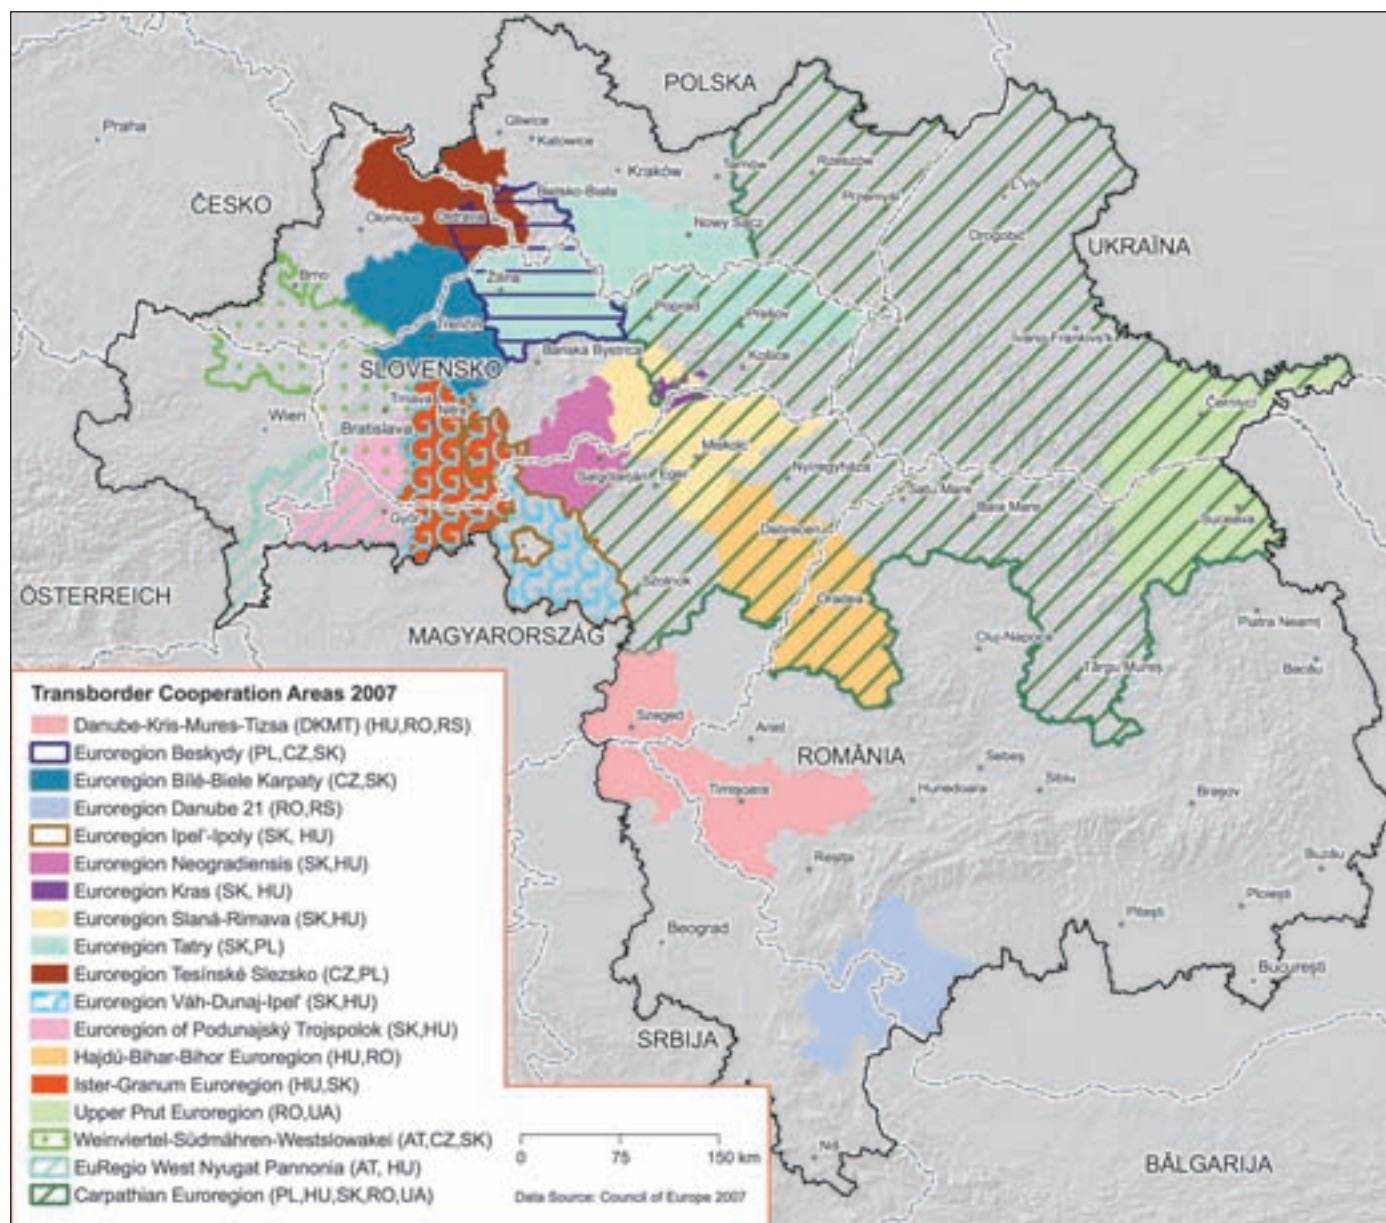 POLSKA
Gliwice
Katowice
Praha
Kraków
Tarnów
Rzeszów
L'viv
Bielsko-Biała
Przemyśl
ČESKO
Olomouc
Ostrava
Nowy Sącz
Drogobič
UKRAÏNA
Brno
Žilina
Poprad
Prešov
Trenčín
Ivano Frankivs'k
Banská Bystrica
Košice
SLOVENSKO
Trnava
Nitra
Černivci
Wien
Bratislava
Miskolc
Salgótarján
Eger
Nyíregyháza
Satu Mare
Baia Mare
Győr
Suceava
Debrecen
Szolnok
Oradea
ÖSTERREICH
MAGYARORSZÁG
Piatra Neamț
Cluj-Napoca
Bacău
Târgu Mureș
Szeged
Arad
ROMÂNIA
Sebeș
Sibiu
Timișoara
Hunedoara
Brașov
Reșița
Buzău
Ploiești
Pitești
Beograd
București
SRBIJA
Niš
BĂLGARIJA
Transborder Cooperation Areas 2007
Danube-Kris-Mures-Tizsa (DKMT) (HU,RO,RS)
Euroregion Beskydy (PL,CZ,SK)
Euroregion Bílé-Biele Karpaty (CZ,SK)
Euroregion Danube 21 (RO,RS)
Euroregion Ipel'-Ipoly (SK, HU)
Euroregion Neogradiensis (SK,HU)
Euroregion Kras (SK, HU)
Euroregion Slaná-Rimava (SK,HU)
Euroregion Tatry (SK,PL)
Euroregion Tesínské Slezsko (CZ,PL)
Euroregion Váh-Dunaj-Ipel' (SK,HU)
Euroregion of Podunajský Trojspolok (SK,HU)
Hajdú-Bihar-Bihor Euroregion (HU,RO)
Ister-Granum Euroregion (HU,SK)
Upper Prut Euroregion (RO,UA)
Weinviertel-Südmähren-Westslowakei (AT,CZ,SK)
EuRegio West Nyugat Pannonia (AT, HU)
Carpathian Euroregion (PL,HU,SK,RO,UA)
0 75 150 km
Data Source: Council of Europe 2007